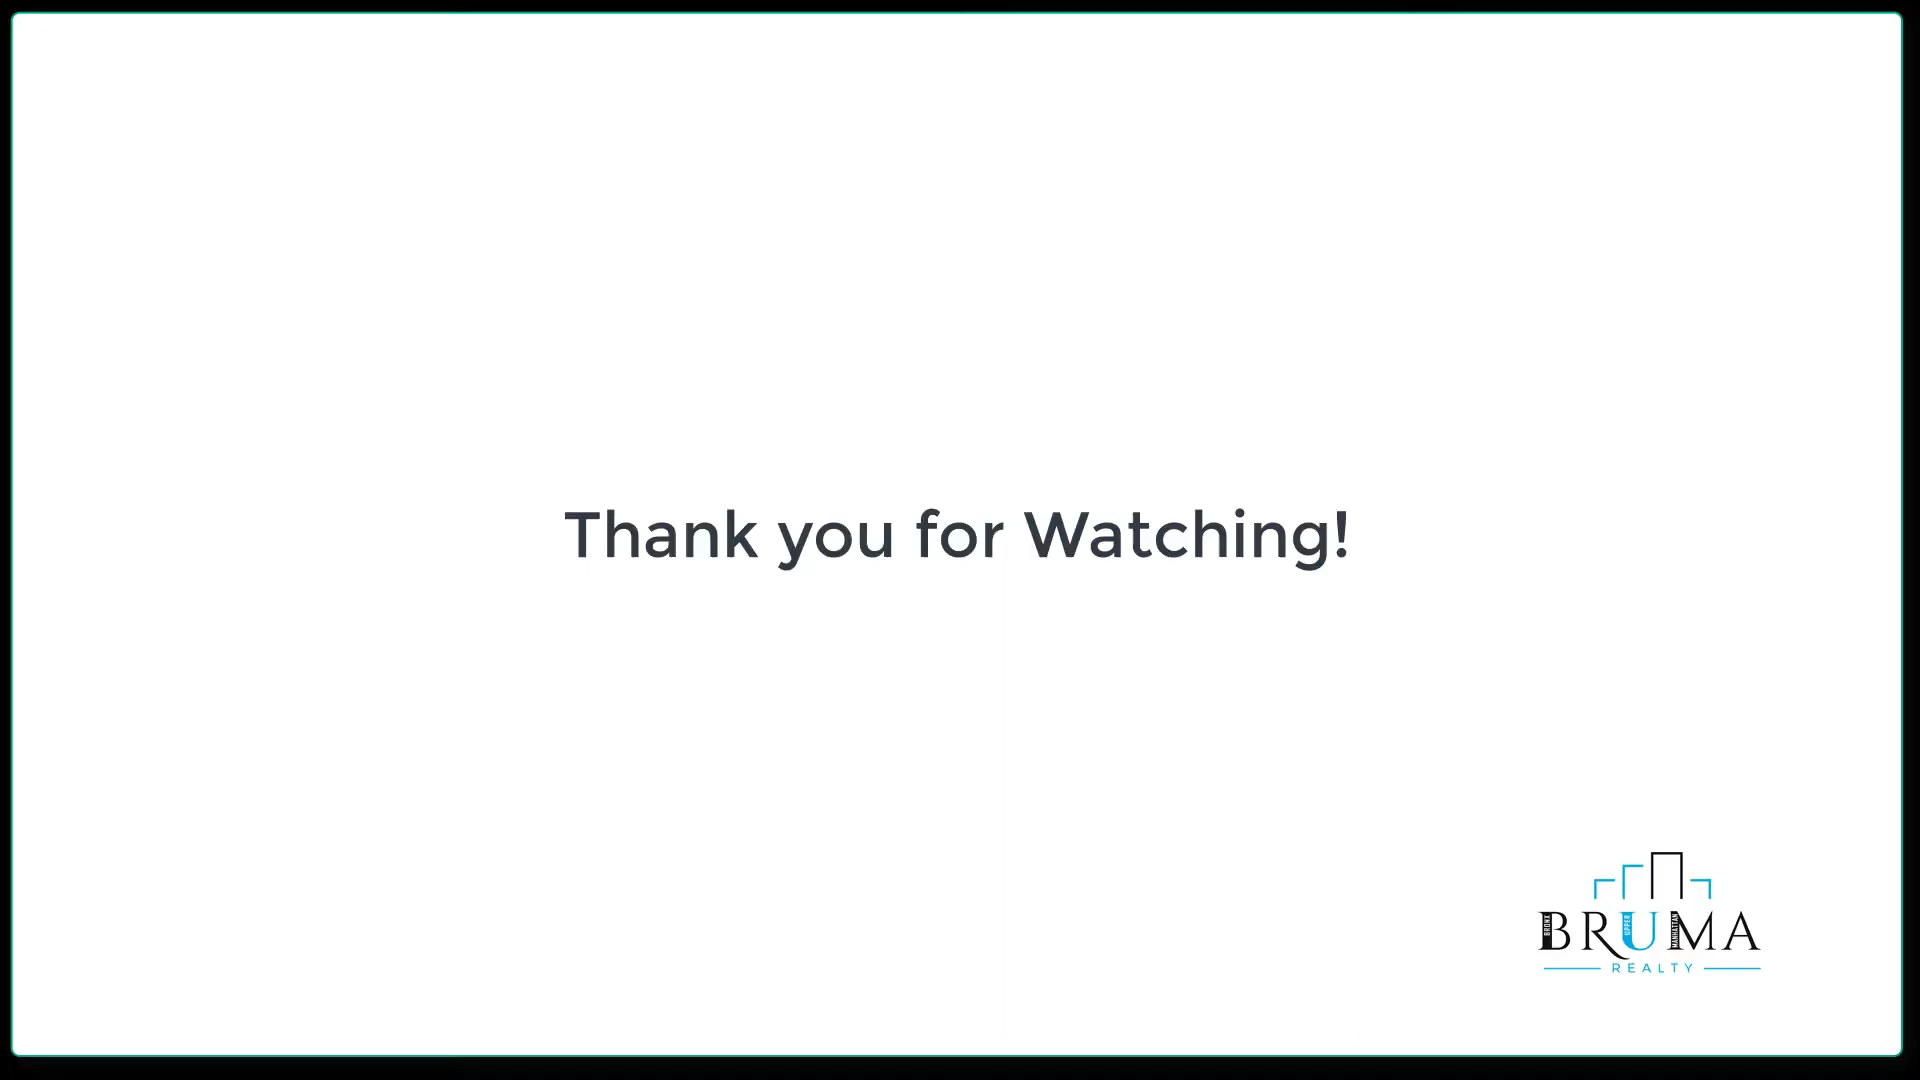 Thank you for Watching!
BRUMA
BRONX
UPPER
MANHATTAN
REALTY